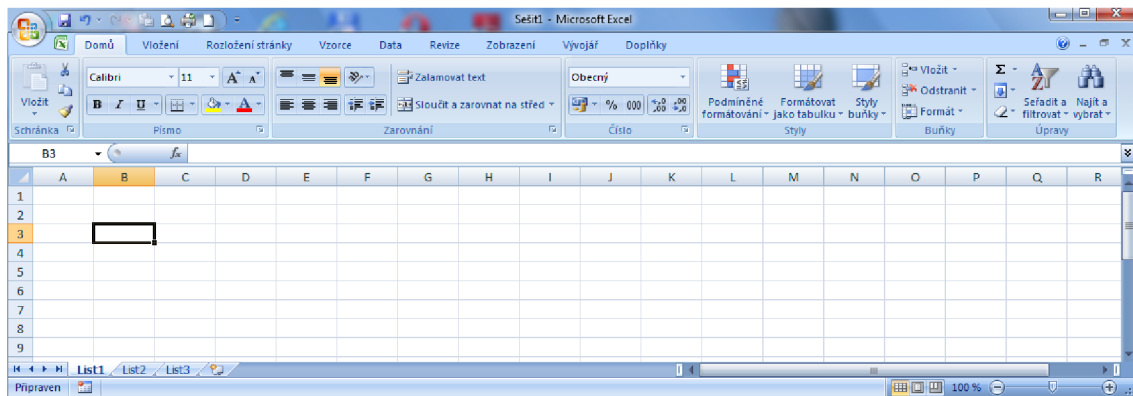 Sešit1 - Microsoft Excel
Domů Vložení Rozložení stránky Vzorce Data Revize Zobrazení Vývojář Doplňky
Vložit
Schránka
Calibri 11 A A
B I U A
Písmo
Zalamovat text
Sloučit a zarovnat na střed
Zarovnání
Obecný
% 000 ,00 ,00 ,0
Číslo
Podmíněné formátování
Formátovat jako tabulku
Styly buňky
Styly
Vložit
Odstranit
Formát
Buňky
Σ
Seřadit a filtrovat
Najít a vybrat
Úpravy
B3 fx
A B C D E F G H I J K L M N O P Q R
1
2
3
4
5
6
7
8
9
List1 List2 List3
Připraven 100 %